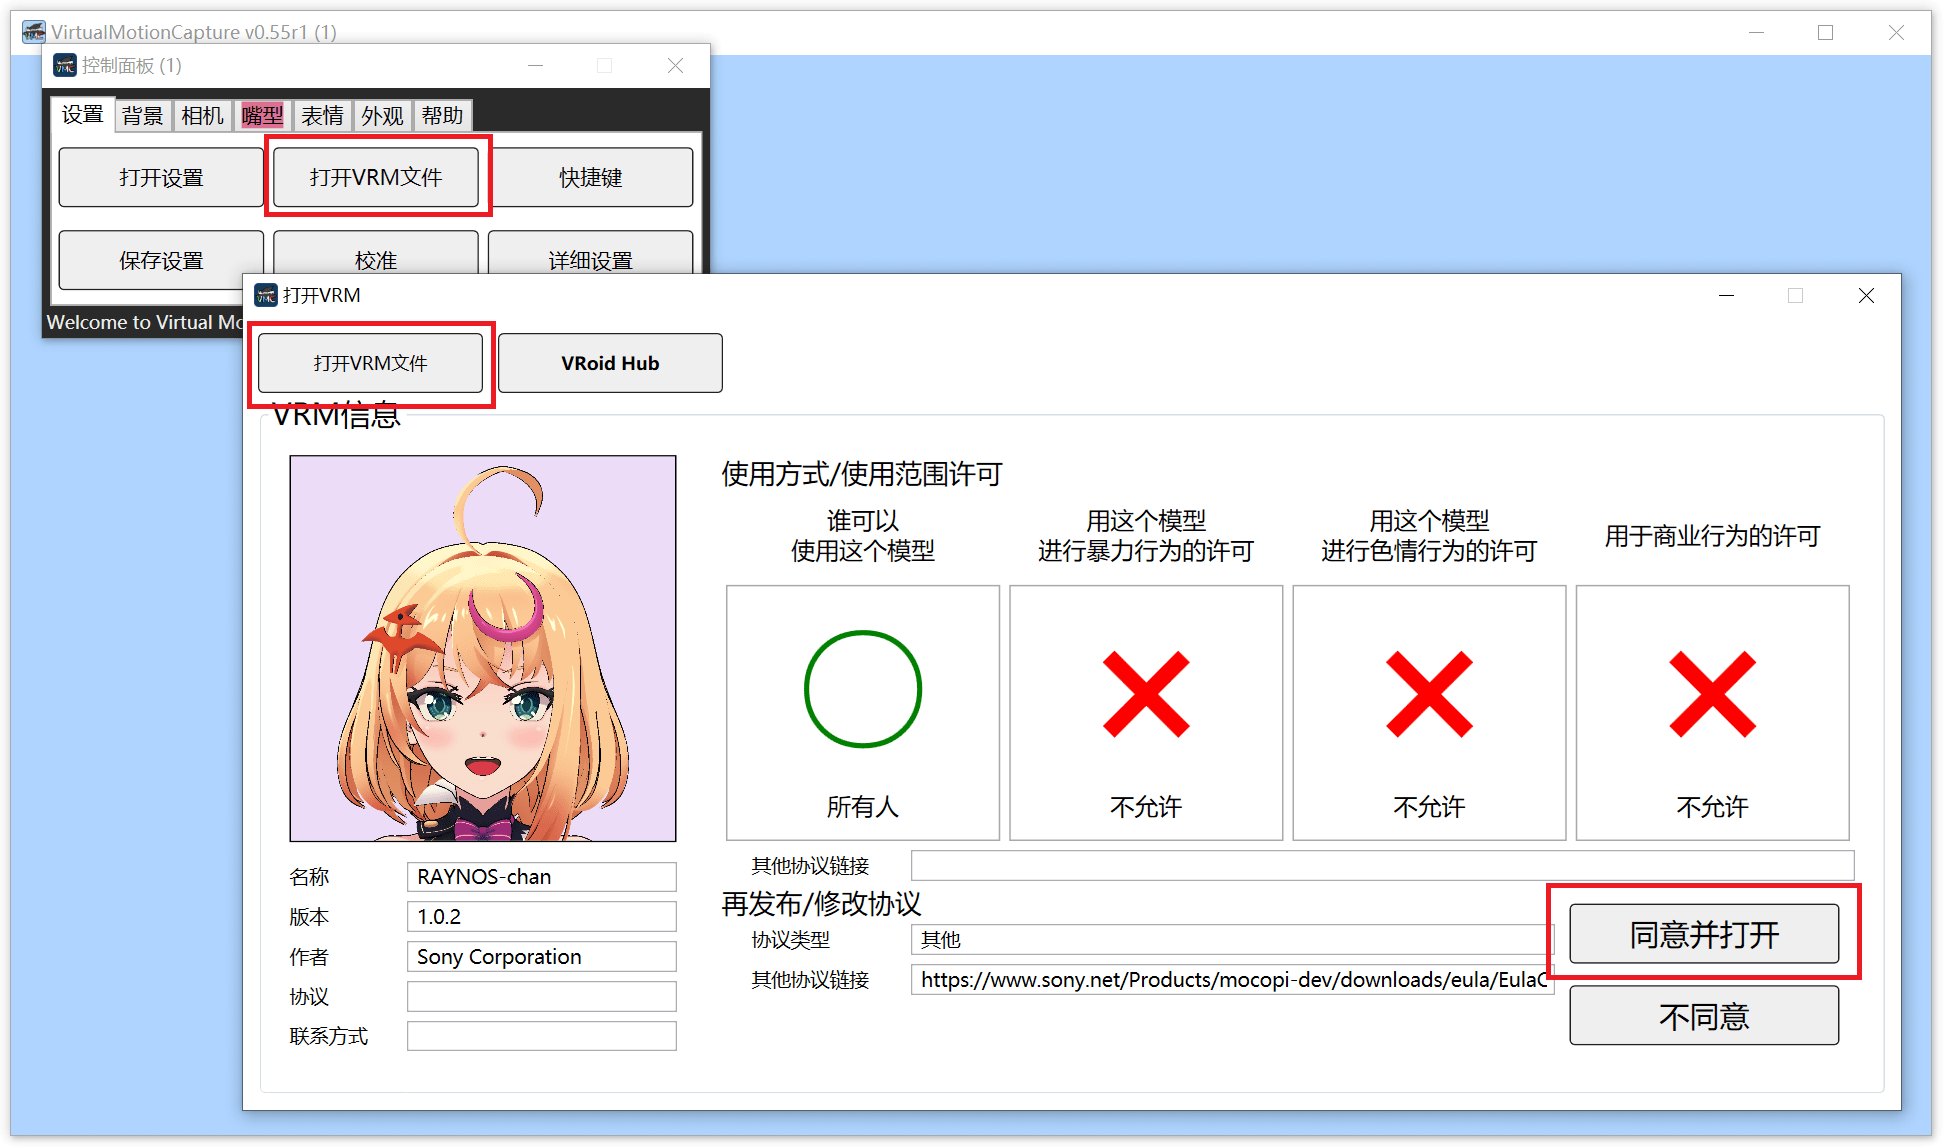 VirtualMotionCapture v0.55r1 (1)
控制面板 (1)
设置 背景 相机 嘴型 表情 外观 帮助
打开设置 打开VRM文件 快捷键
保存设置 校准 详细设置
Welcome to Virtual Mo
打开VRM
打开VRM文件 VRoid Hub
VRM信息
使用方式/使用范围许可
谁可以
使用这个模型
用这个模型
进行暴力行为的许可
用这个模型
进行色情行为的许可
用于商业行为的许可
所有人 不允许 不允许 不允许
其他协议链接
再发布/修改协议
协议类型 其他
其他协议链接 https://www.sony.net/Products/mocopi-dev/downloads/eula/EulaC
同意并打开
不同意
名称 RAYNOS-chan
版本 1.0.2
作者 Sony Corporation
协议
联系方式